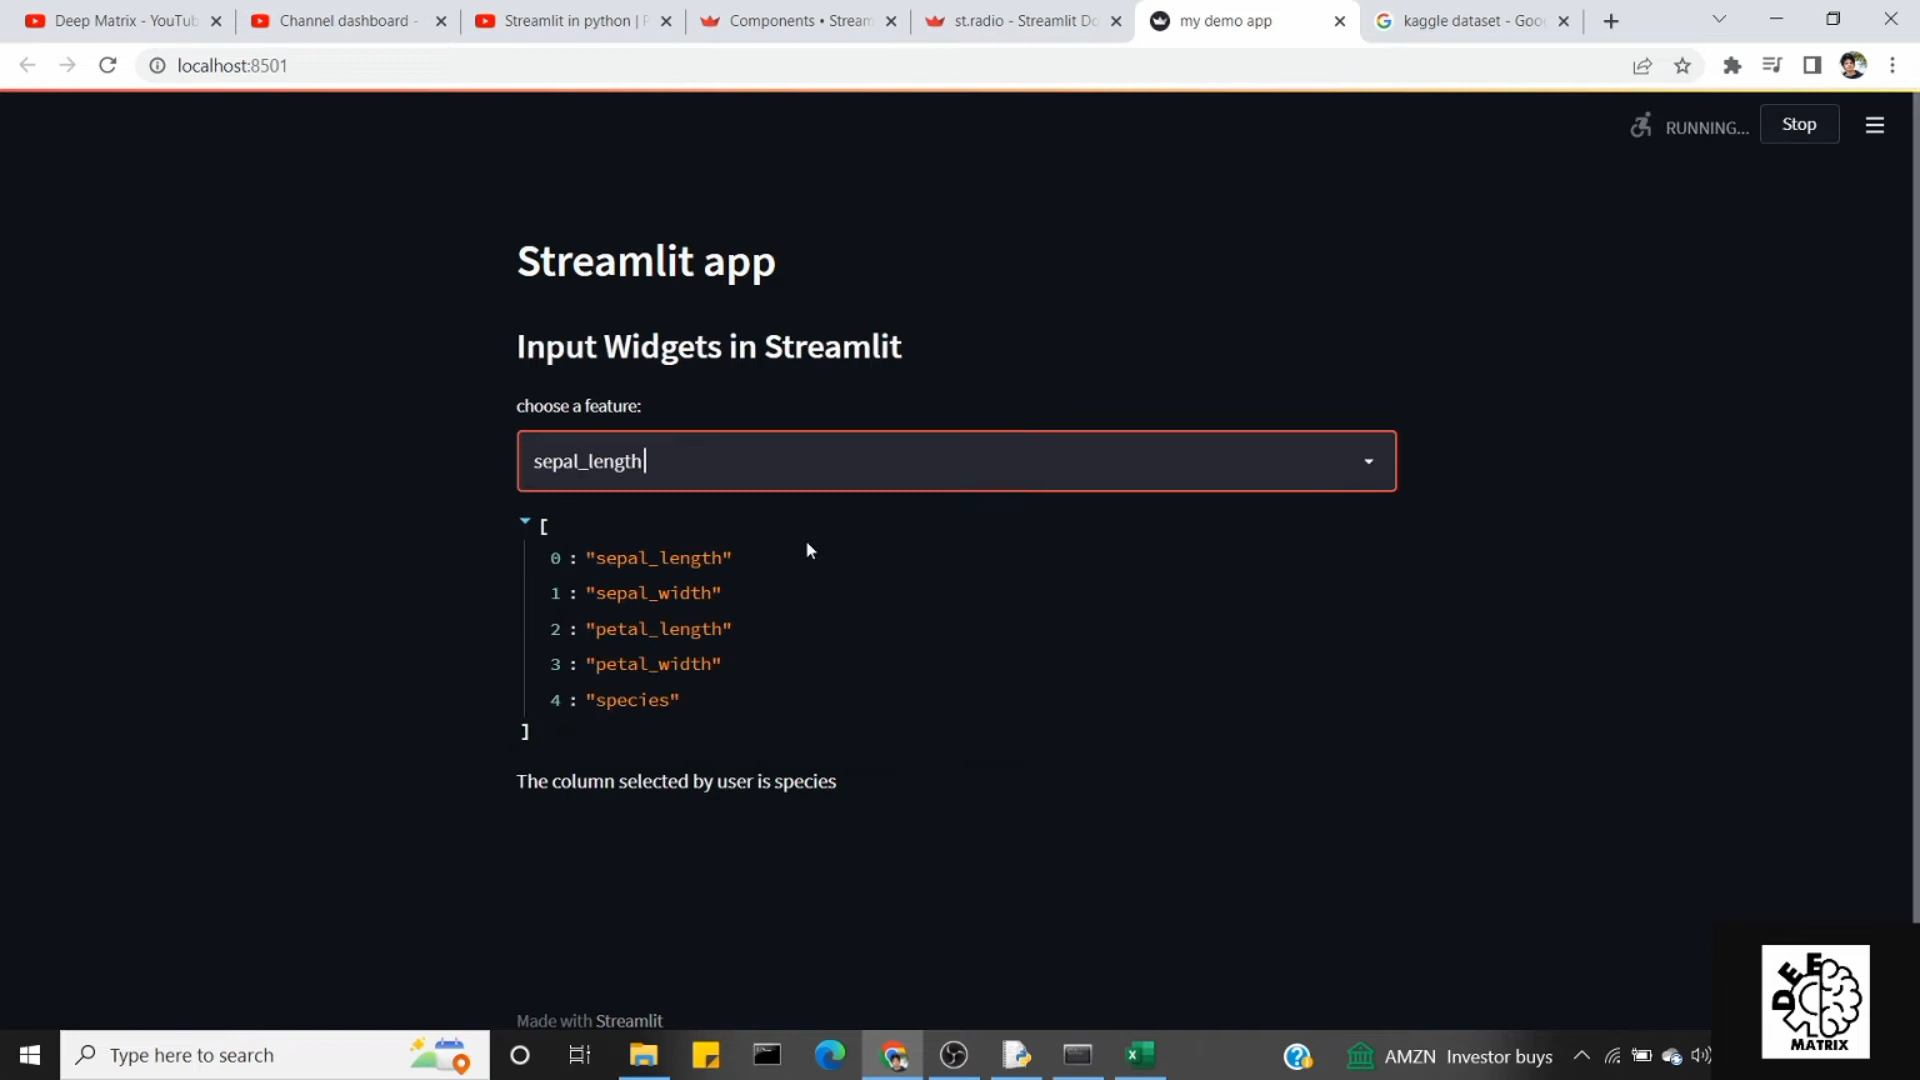 Deep Matrix - YouTub
Channel dashboard -
Streamlit in python | P
Components • Stream
st.radio - Streamlit Do
my demo app
kaggle dataset - Goo
localhost:8501
RUNNING...
Stop
Streamlit app
Input Widgets in Streamlit
choose a feature:
sepal_length
[
0 : "sepal_length"
1 : "sepal_width"
2 : "petal_length"
3 : "petal_width"
4 : "species"
]
The column selected by user is species
Made with Streamlit
Type here to search
AMZN Investor buys
DEE
MATRIX